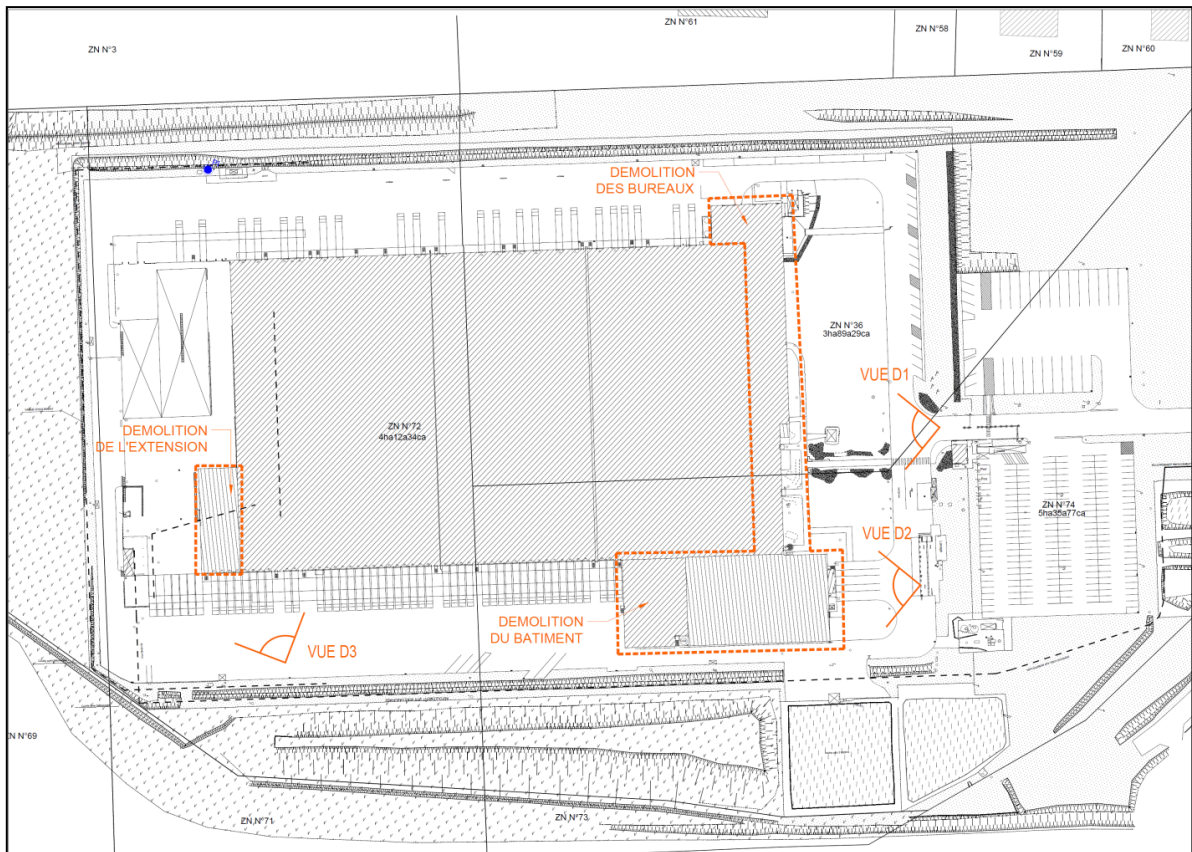 ZN N°61
ZN N°58
ZN N°3
ZN N°59
ZN N°60
DEMOLITION
DES BUREAUX
ZN N°36
3ha89a29ca
VUE D1
DEMOLITION
DE L'EXTENSION
ZN N°72
4ha12a34ca
ZN N°74
5ha35a77ca
VUE D2
DEMOLITION
DU BATIMENT
VUE D3
ZN N°69
ZN N°71
ZN N°73